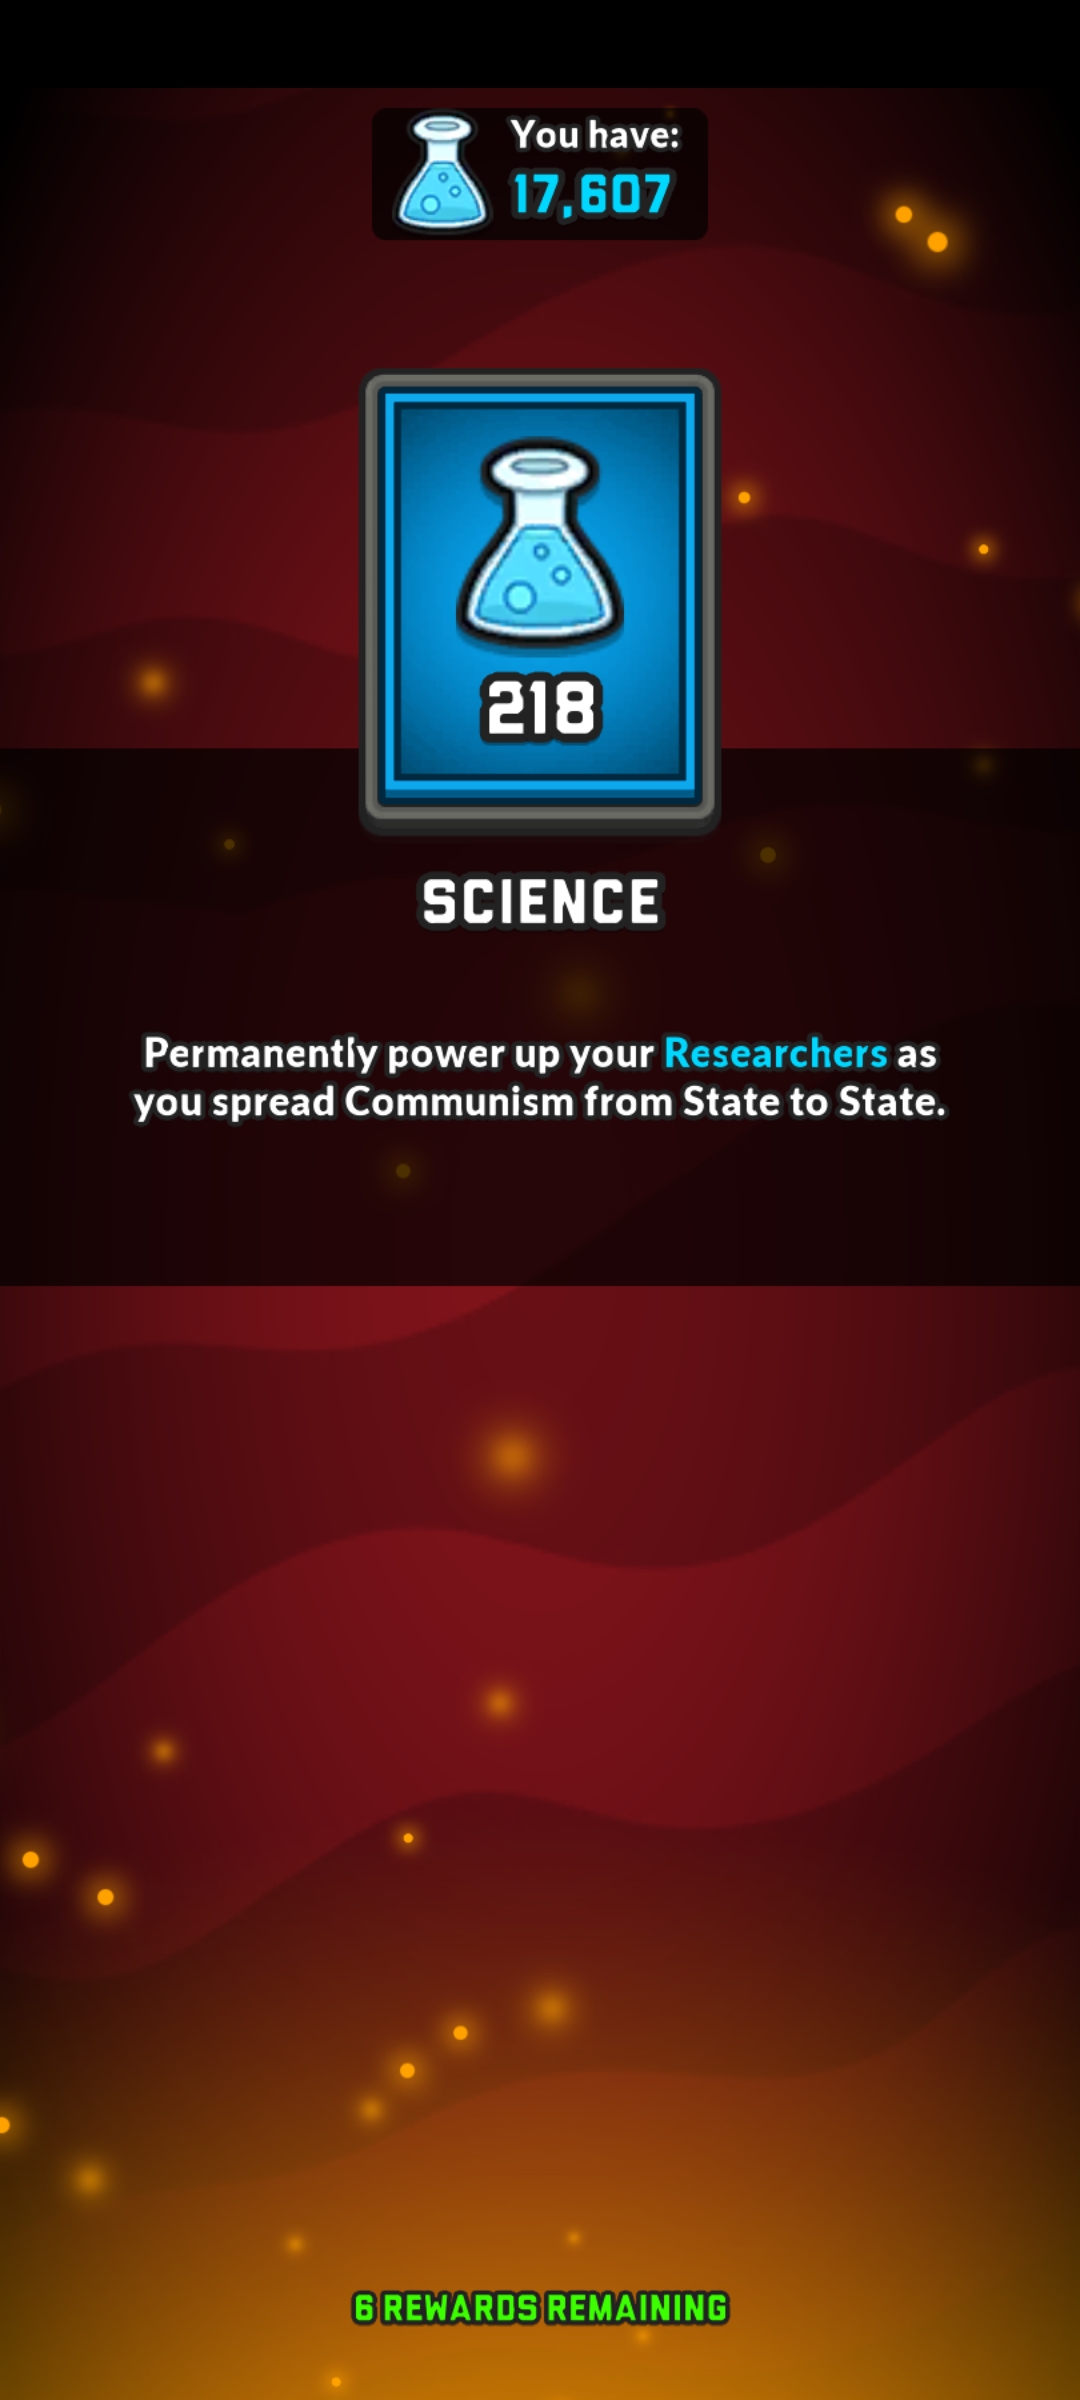 You have:
17,607
218
SCIENCE
Permanently power up your Researchers as
you spread Communism from State to State.
6 REWARDS REMAINING